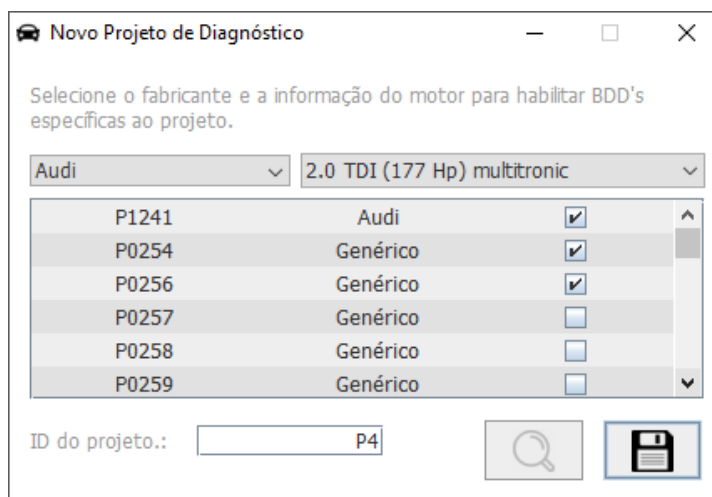 Novo Projeto de Diagnóstico
Selecione o fabricante e a informação do motor para habilitar BDD's
específicas ao projeto.
Audi 2.0 TDI (177 Hp) multitronic
P1241 Audi
P0254 Genérico
P0256 Genérico
P0257 Genérico
P0258 Genérico
P0259 Genérico
ID do projeto.: P4